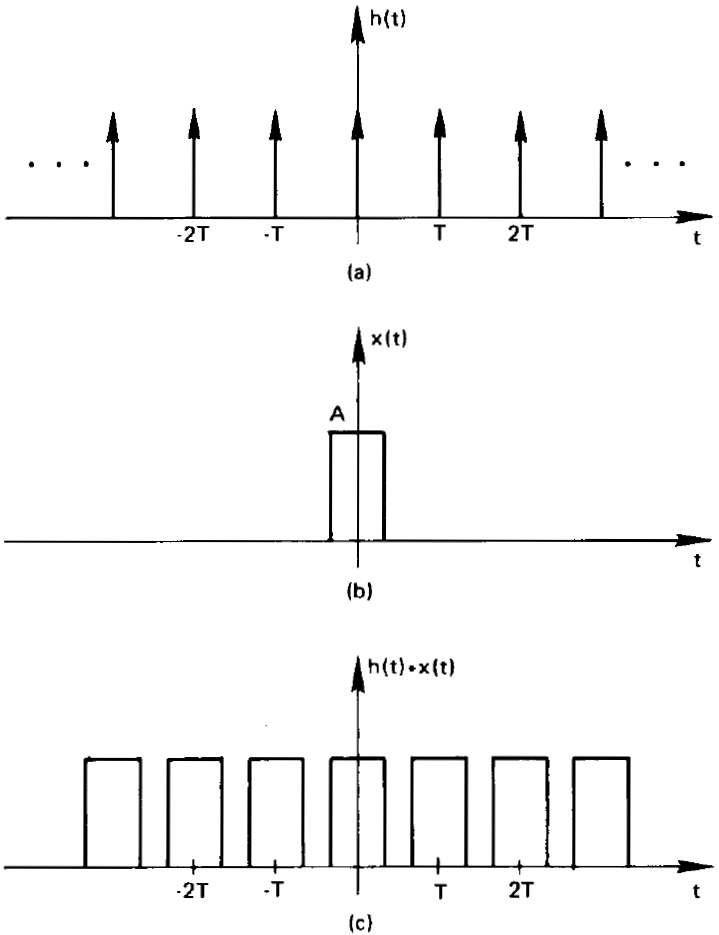 h(t)
. . .
. . .
-2T -T T 2T t
(a)
x(t)
A
t
(b)
h(t)*x(t)
-2T -T T 2T t
(c)